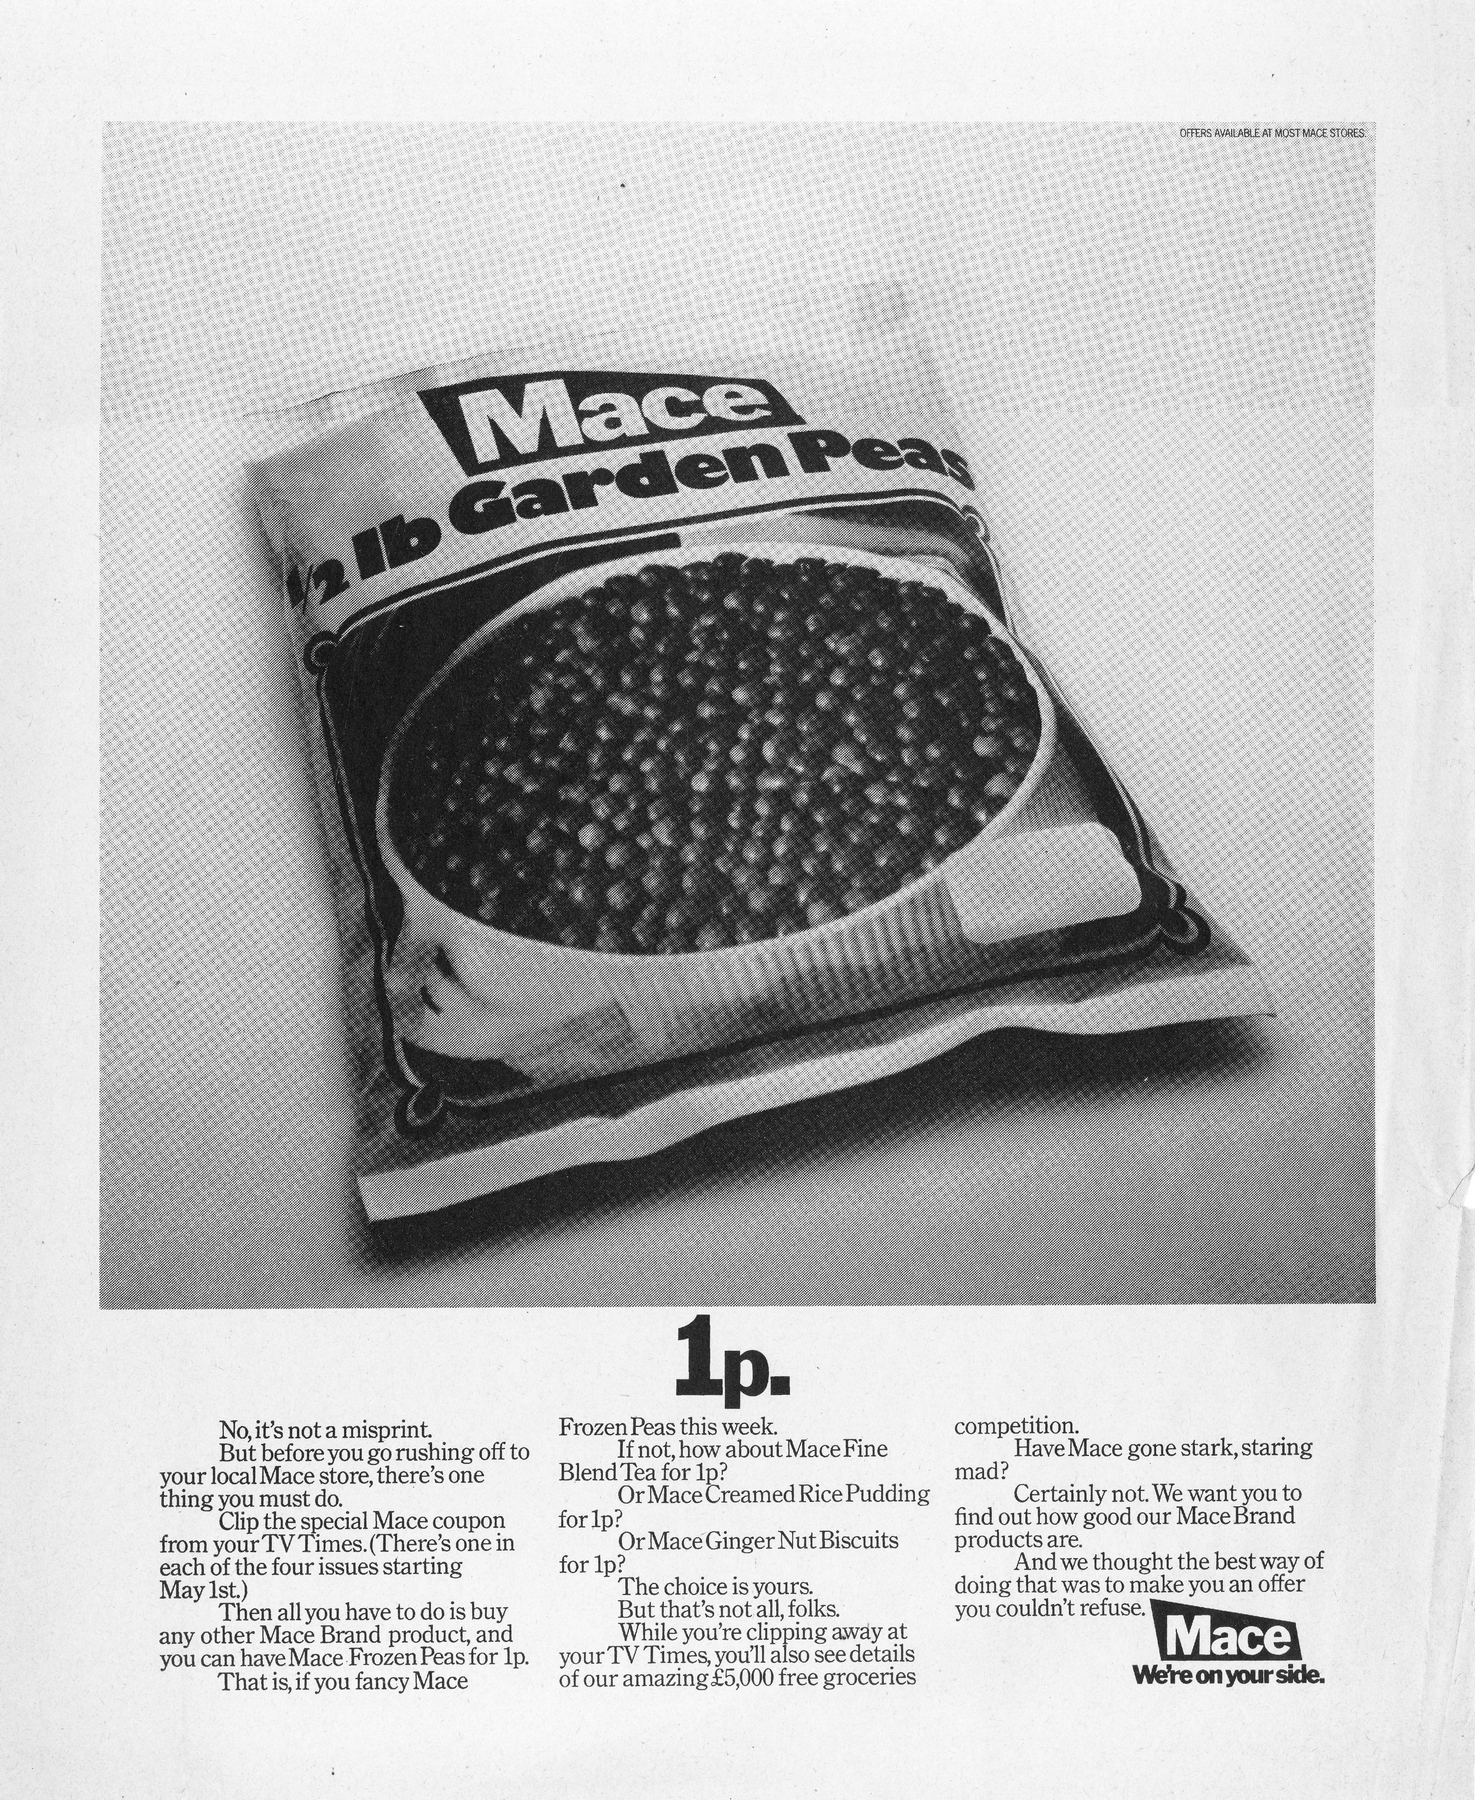 OFFERS AVAILABLE AT MOST MACE STORES.
Mace
1/2 lb Garden Peas
1p.
No, it's not a misprint.
But before you go rushing off to
your local Mace store, there's one
thing you must do.
Clip the special Mace coupon
from your TV Times. (There's one in
each of the four issues starting
May 1st.)
Then all you have to do is buy
any other Mace Brand product, and
you can have Mace Frozen Peas for 1p.
That is, if you fancy Mace
Frozen Peas this week.
If not, how about Mace Fine
Blend Tea for 1p?
Or Mace Creamed Rice Pudding
for 1p?
Or Mace Ginger Nut Biscuits
for 1p?
The choice is yours.
But that's not all, folks.
While you're clipping away at
your TV Times, you'll also see details
of our amazing £5,000 free groceries
competition.
Have Mace gone stark, staring
mad?
Certainly not. We want you to
find out how good our Mace Brand
products are.
And we thought the best way of
doing that was to make you an offer
you couldn't refuse.
Mace
We're on your side.